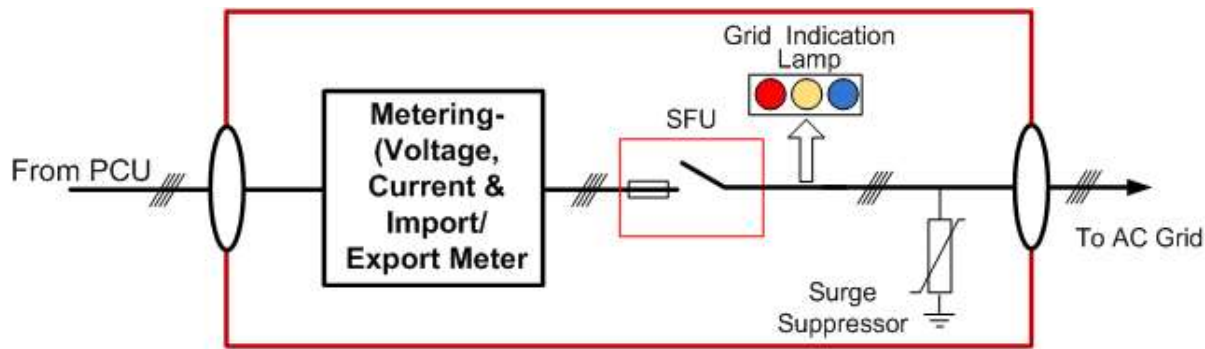 Grid Indication
Lamp
SFU
Metering-
(Voltage,
Current &
Import/
Export Meter
From PCU
To AC Grid
Surge
Suppressor